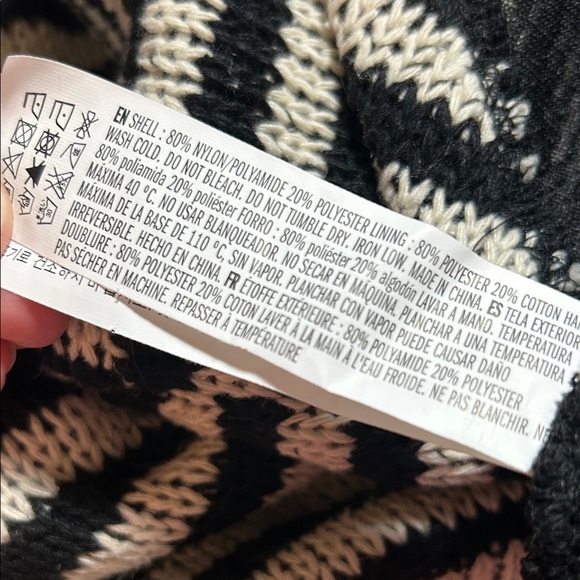 EN SHELL : 80% NYLON/POLYAMIDE 20% POLYESTER LINING : 80% POLYESTER 20% COTTON HA
WASH COLD. DO NOT BLEACH. DO NOT TUMBLE DRY. IRON LOW. MADE IN CHINA. ES TELA EXTERIOR
80% poliamida 20% poliéster FORRO : 80% poliéster 20% algodón LAVAR A MANO. TEMPERATURA
MAXIMA 40 °C. NO USAR BLANQUEADOR. NO SECAR EN MÁQUINA. PLANCHAR A UNA TEMPERATURA
MAXIMA DE LA BASE DE 110 °C, SIN VAPOR. PLANCHAR CON VAPOR PUEDE CAUSAR DAÑO
IRREVERSIBLE. HECHO EN CHINA. FR ETOFFE EXTÉRIEURE : 80% POLYAMIDE 20% POLYESTER
DOUBLURE : 80% POLYESTER 20% COTON LAVER À LA MAIN À L'EAU FROIDE. NE PAS BLANCHIR. NE
PAS SÉCHER EN MACHINE. REPASSER À TEMPÉRATURE